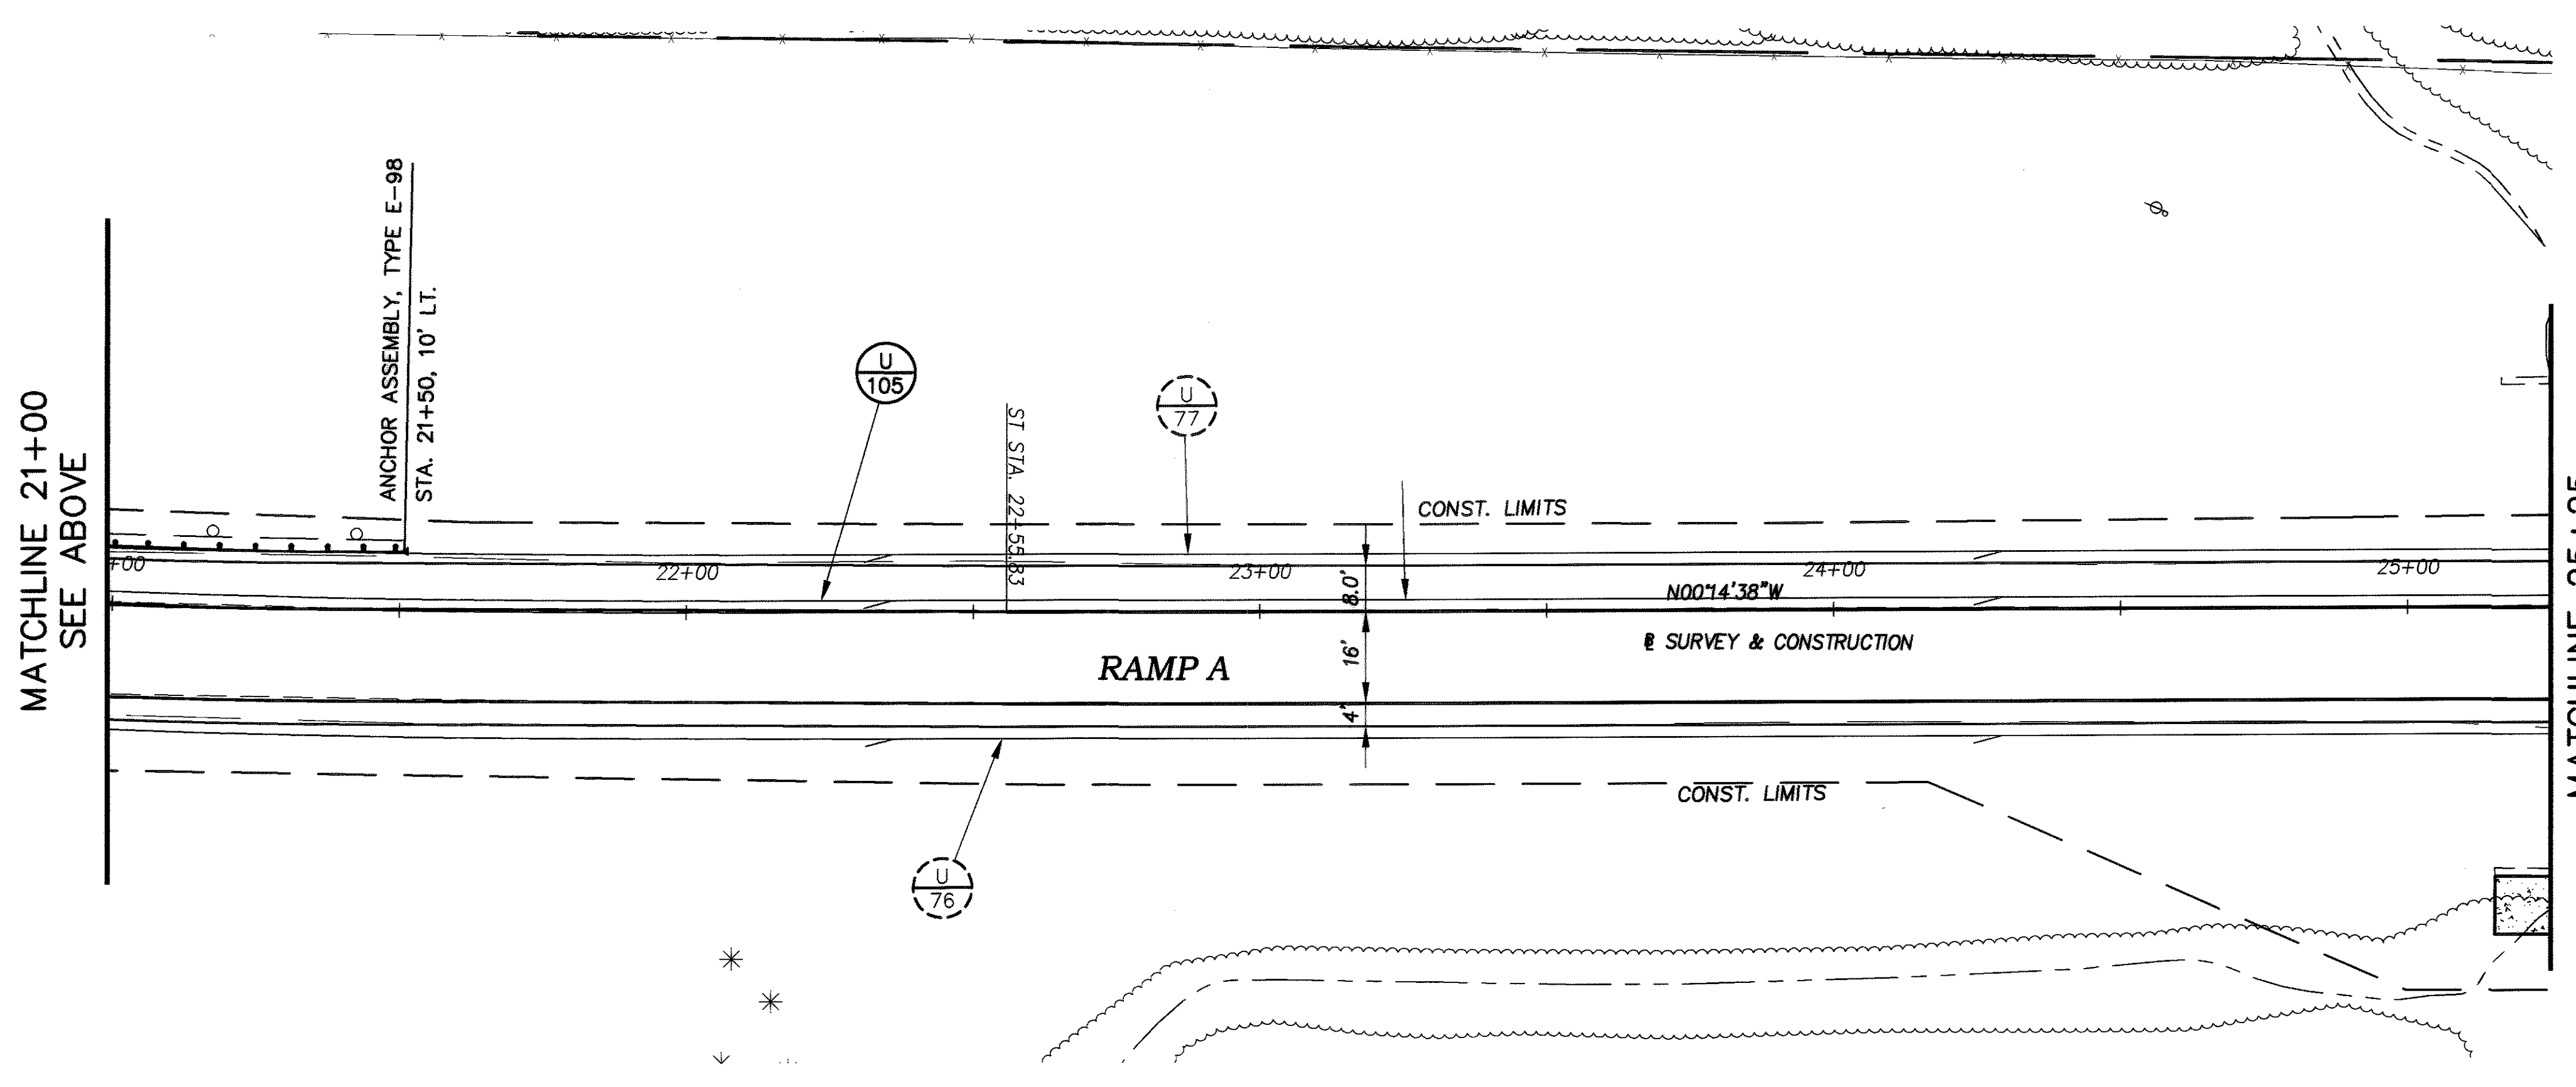 MATCHLINE 21+00
SEE ABOVE
ANCHOR ASSEMBLY, TYPE E-98
STA. 21+50, 10' LT.
U
105
ST STA. 22+55.83
U
77
CONST. LIMITS
+00
22+00
23+00
24+00
25+00
8.0'
N00°14'38"W
SURVEY & CONSTRUCTION
16'
RAMP A
4'
CONST. LIMITS
U
76
MATCHLINE